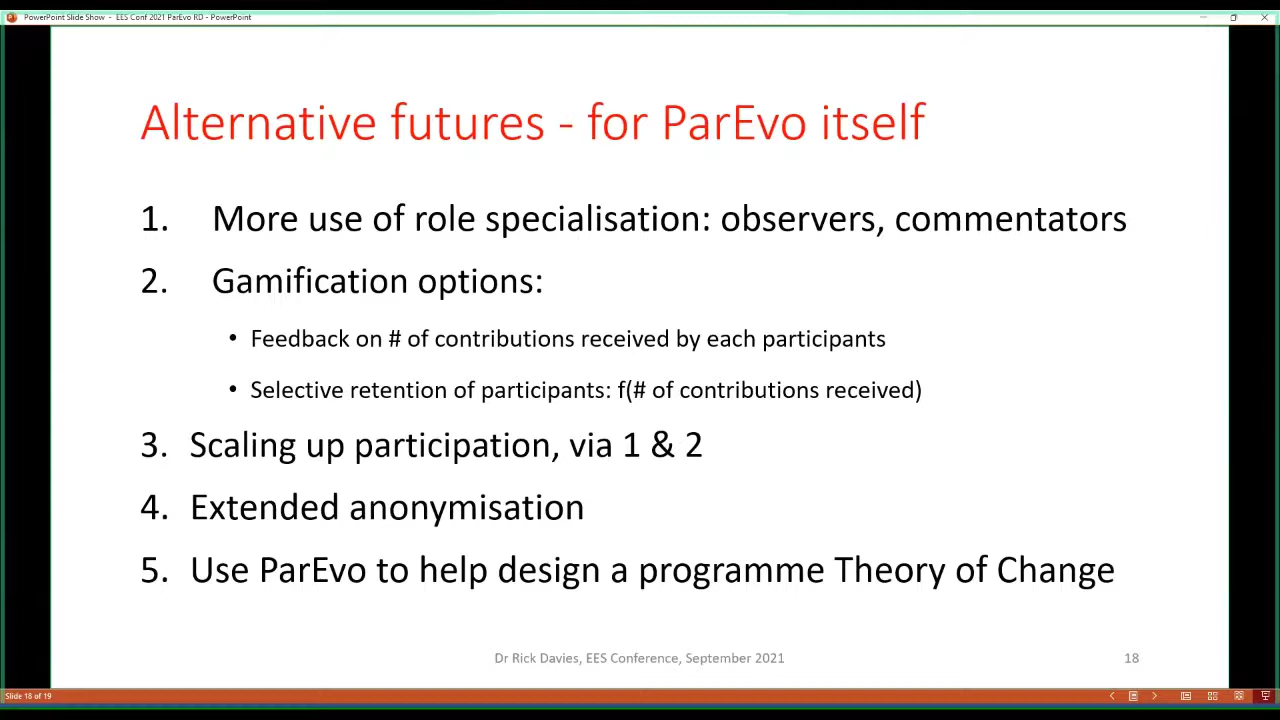 PowerPoint Slide Show - EES Conf 2021 ParEvo RD - PowerPoint
Alternative futures - for ParEvo itself
1. More use of role specialisation: observers, commentators
2. Gamification options:
• Feedback on # of contributions received by each participants
• Selective retention of participants: f(# of contributions received)
3. Scaling up participation, via 1 & 2
4. Extended anonymisation
5. Use ParEvo to help design a programme Theory of Change
Dr Rick Davies, EES Conference, September 2021
18
Slide 18 of 19